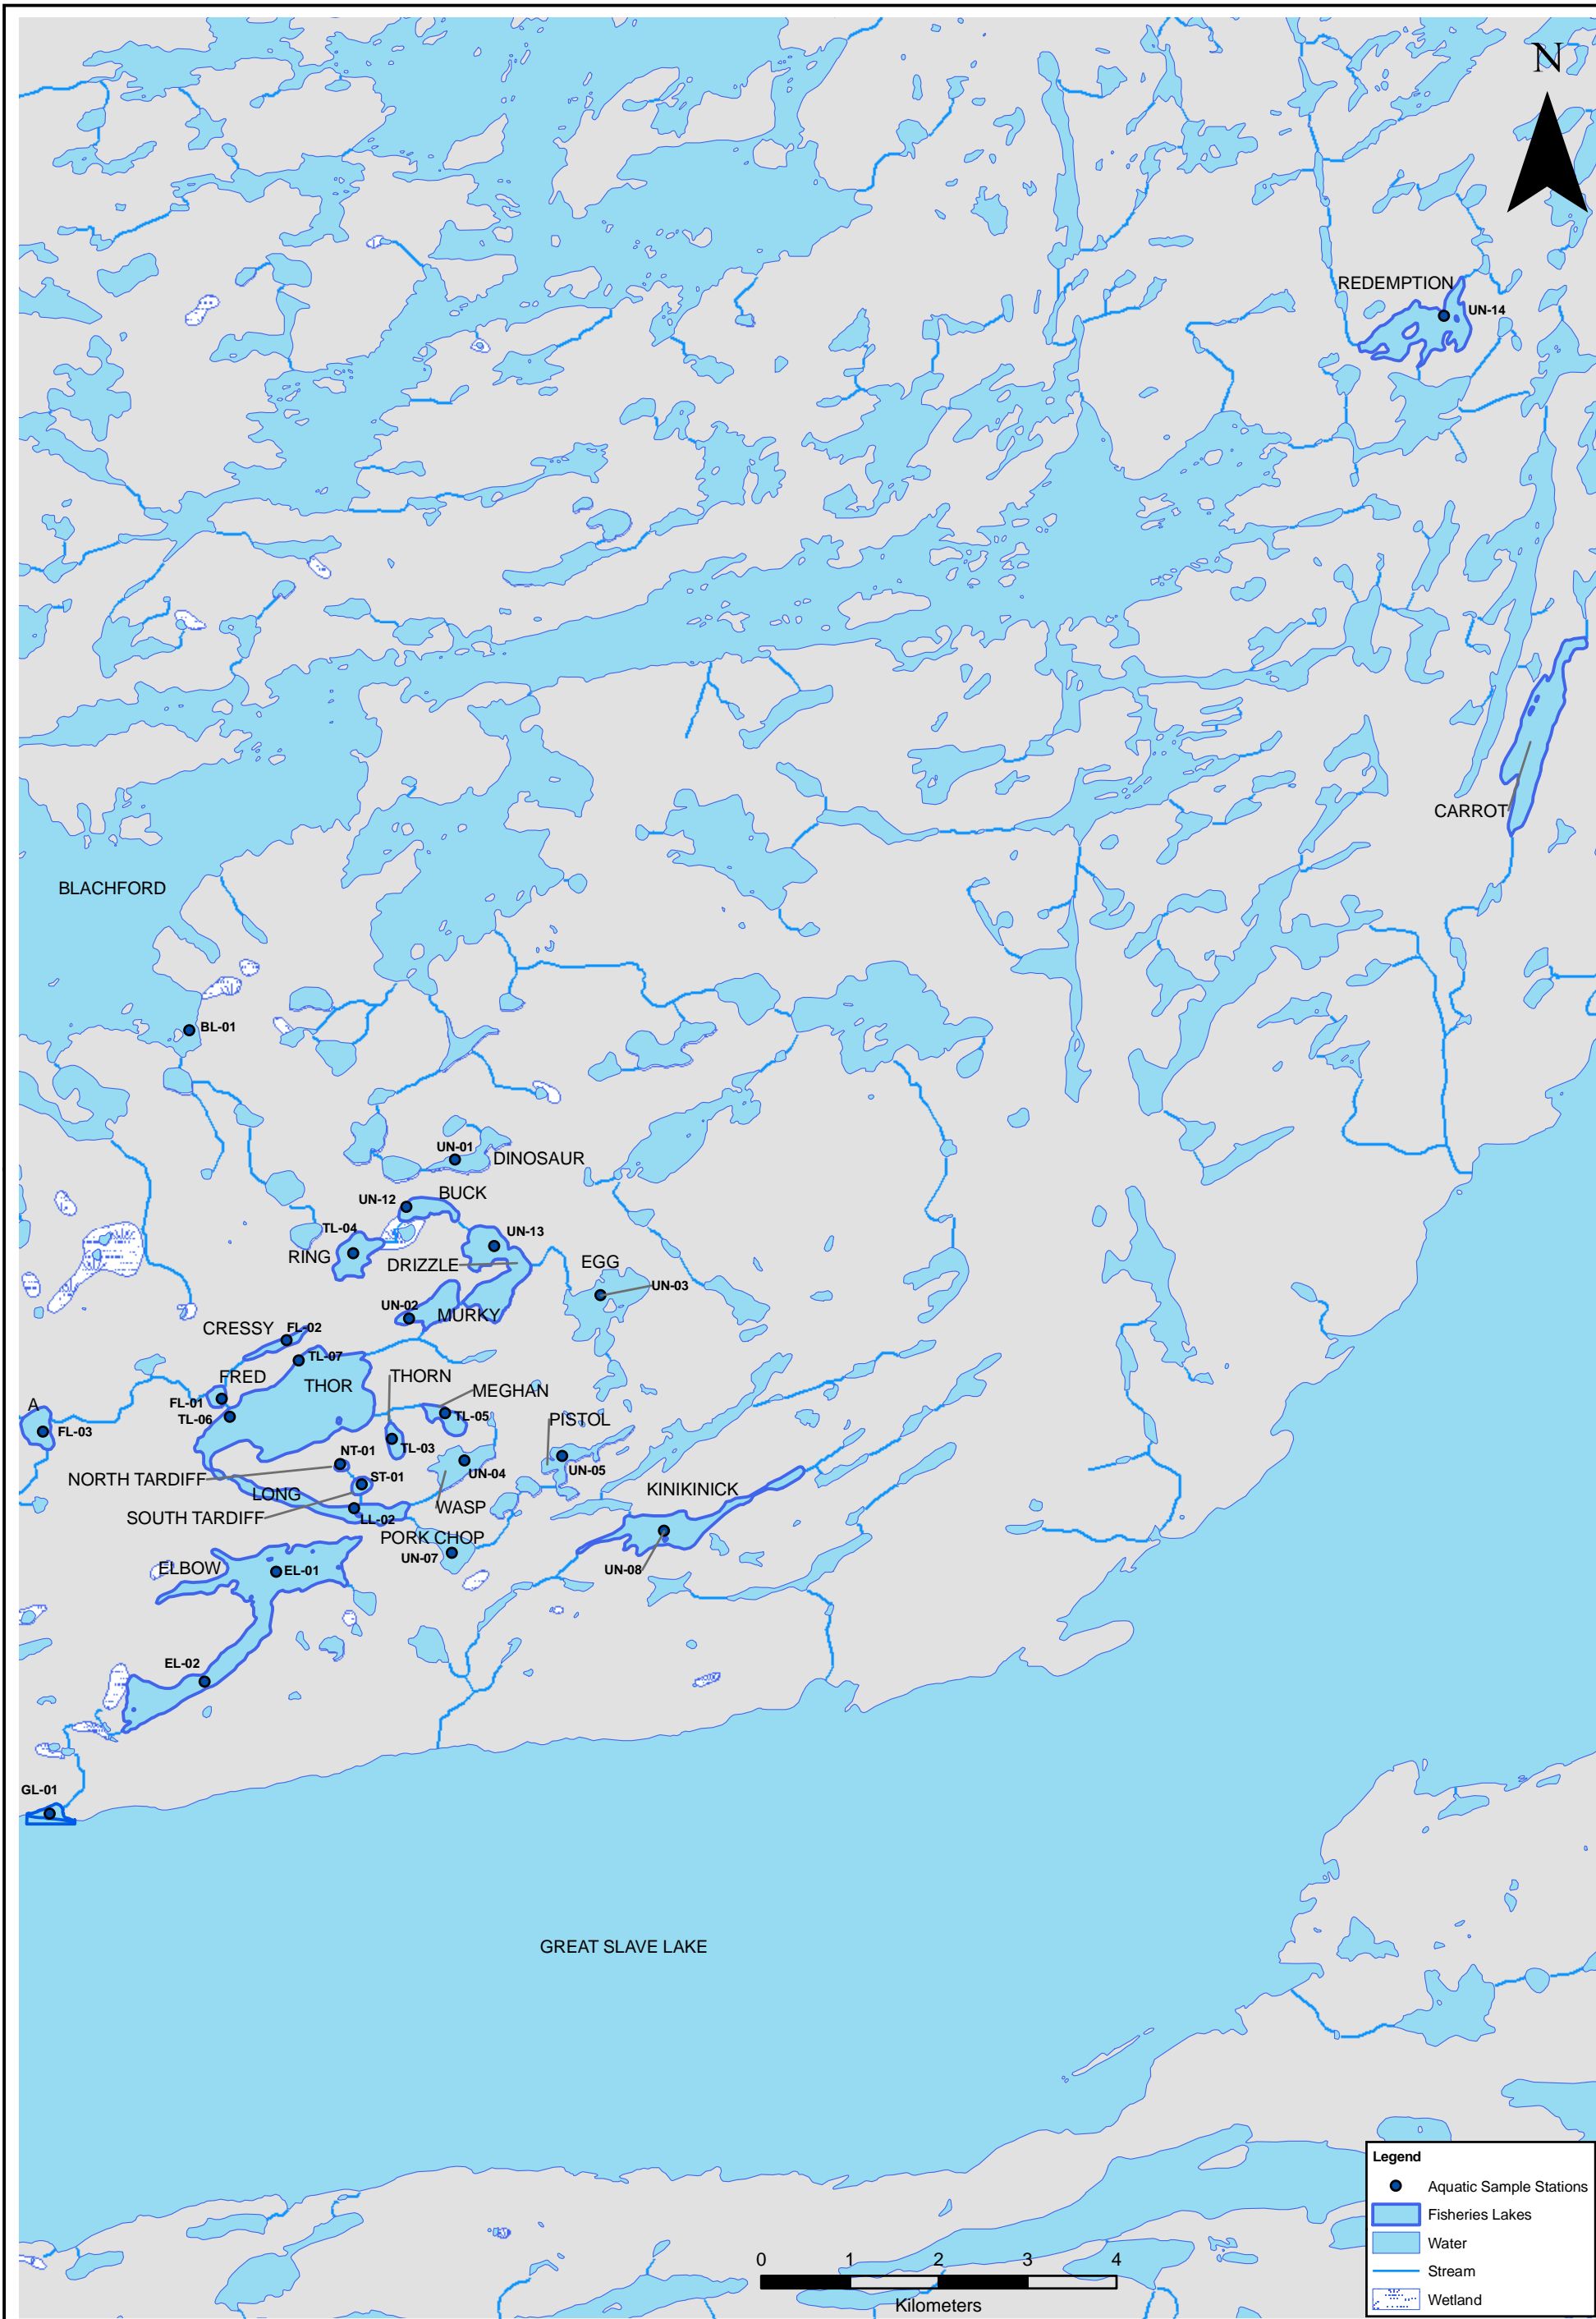 N
REDEMPTION
UN-14
CARROT
BLACHFORD
BL-01
UN-01
DINOSAUR
UN-12
BUCK
TL-04
UN-13
RING
DRIZZLE
EGG
UN-03
UN-02
MURKY
CRESSY
FL-02
TL-07
FRED
THOR
THORN
MEGHAN
A
FL-01
TL-06
TL-05
PISTOL
FL-03
NT-01
TL-03
UN-04
UN-05
NORTH TARDIFF
ST-01
LONG
KINIKINICK
SOUTH TARDIFF
LL-02
WASP
PORK CHOP
UN-07
ELBOW
EL-01
UN-08
EL-02
GL-01
GREAT SLAVE LAKE
Legend
Aquatic Sample Stations
Fisheries Lakes
Water
Stream
Wetland
0 1 2 3 4
Kilometers